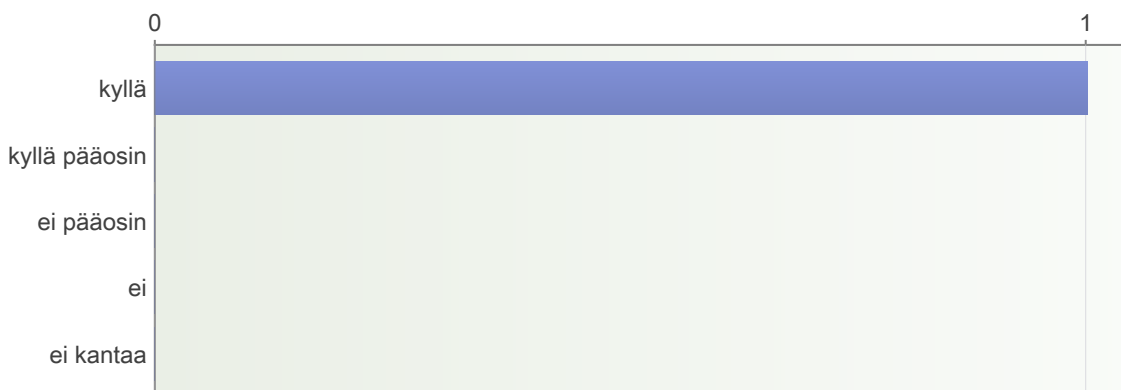 0 1
kyllä
kyllä pääosin
ei pääosin
ei
ei kantaa